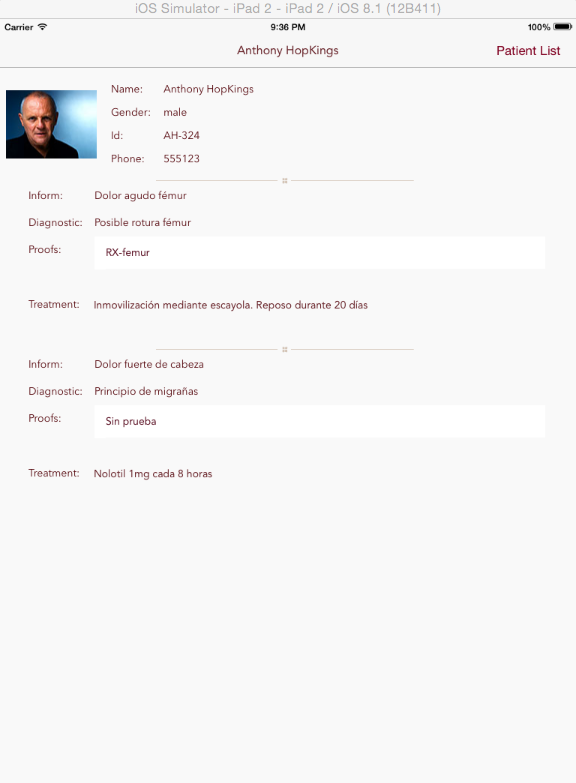 iOS Simulator - iPad 2 - iPad 2 / iOS 8.1 (12B411)
Carrier 9:36 PM 100%
Anthony HopKings Patient List
Name: Anthony HopKings
Gender: male
Id: AH-324
Phone: 555123
Inform: Dolor agudo fémur
Diagnostic: Posible rotura fémur
Proofs: RX-femur
Treatment: Inmovilización mediante escayola. Reposo durante 20 días
Inform: Dolor fuerte de cabeza
Diagnostic: Principio de migrañas
Proofs: Sin prueba
Treatment: Nolotil 1mg cada 8 horas